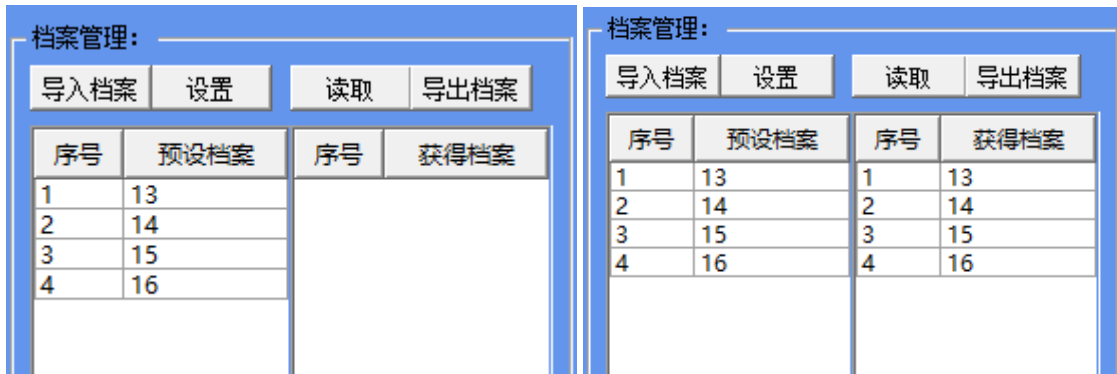 档案管理：
导入档案 设置 读取 导出档案
序号 预设档案 序号 获得档案
1 13
2 14
3 15
4 16
档案管理：
导入档案 设置 读取 导出档案
序号 预设档案 序号 获得档案
1 13 1 13
2 14 2 14
3 15 3 15
4 16 4 16